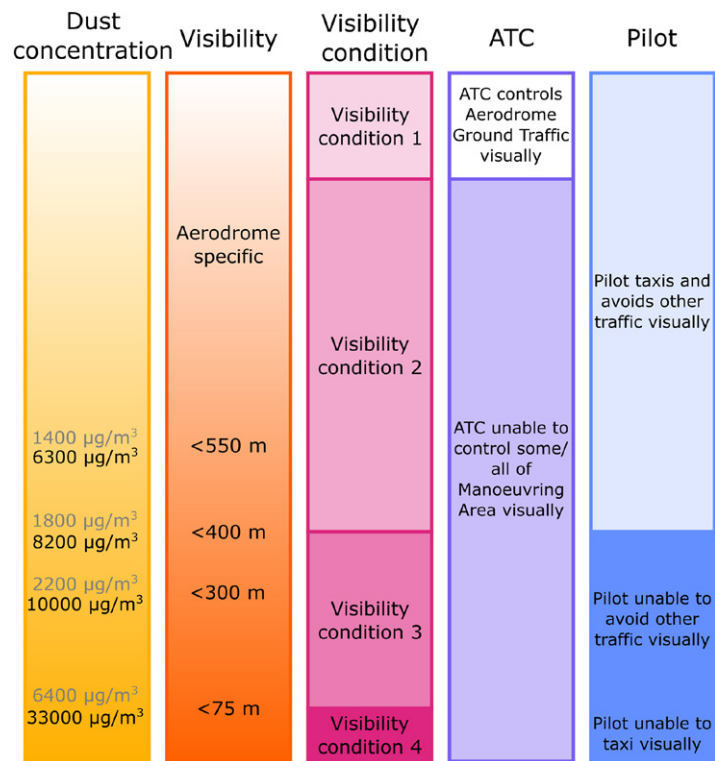 Dust
concentration
Visibility
Visibility
condition
ATC
Pilot
1400 µg/m³
6300 µg/m³
1800 µg/m³
8200 µg/m³
2200 µg/m³
10000 µg/m³
6400 µg/m³
33000 µg/m³
Aerodrome
specific
<550 m
<400 m
<300 m
<75 m
Visibility
condition 1
Visibility
condition 2
Visibility
condition 3
Visibility
condition 4
ATC controls
Aerodrome
Ground Traffic
visually
ATC unable to
control some/
all of
Manoeuvring
Area visually
Pilot taxis and
avoids other
traffic visually
Pilot unable to
avoid other
traffic visually
Pilot unable to
taxi visually